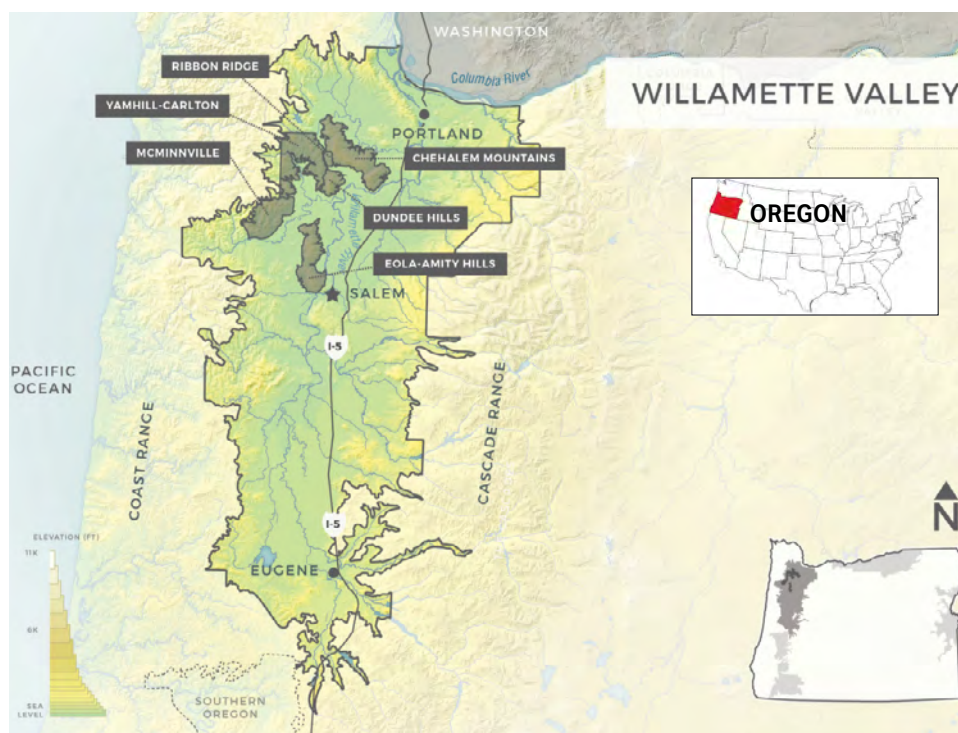 WASHINGTON
Columbia River
WILLAMETTE VALLEY
RIBBON RIDGE
YAMHILL-CARLTON
PORTLAND
MCMINNVILLE
CHEHALEM MOUNTAINS
OREGON
DUNDEE HILLS
EOLA-AMITY HILLS
SALEM
I-5
PACIFIC
OCEAN
COAST RANGE
CASCADE RANGE
I-5
N
ELEVATION (FT)
11K
EUGENE
6K
SEA
LEVEL
SOUTHERN
OREGON